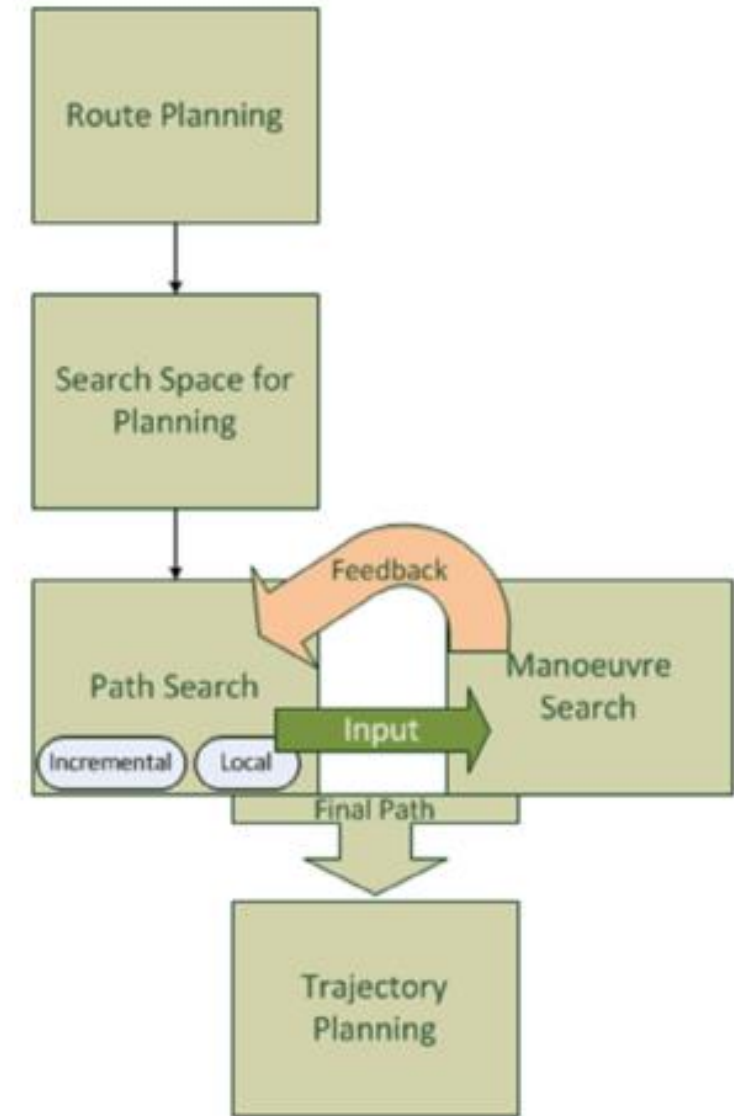 Route Planning
Search Space for
Planning
Feedback
Path Search
Manoeuvre
Search
Input
Incremental
Local
Final Path
Trajectory
Planning